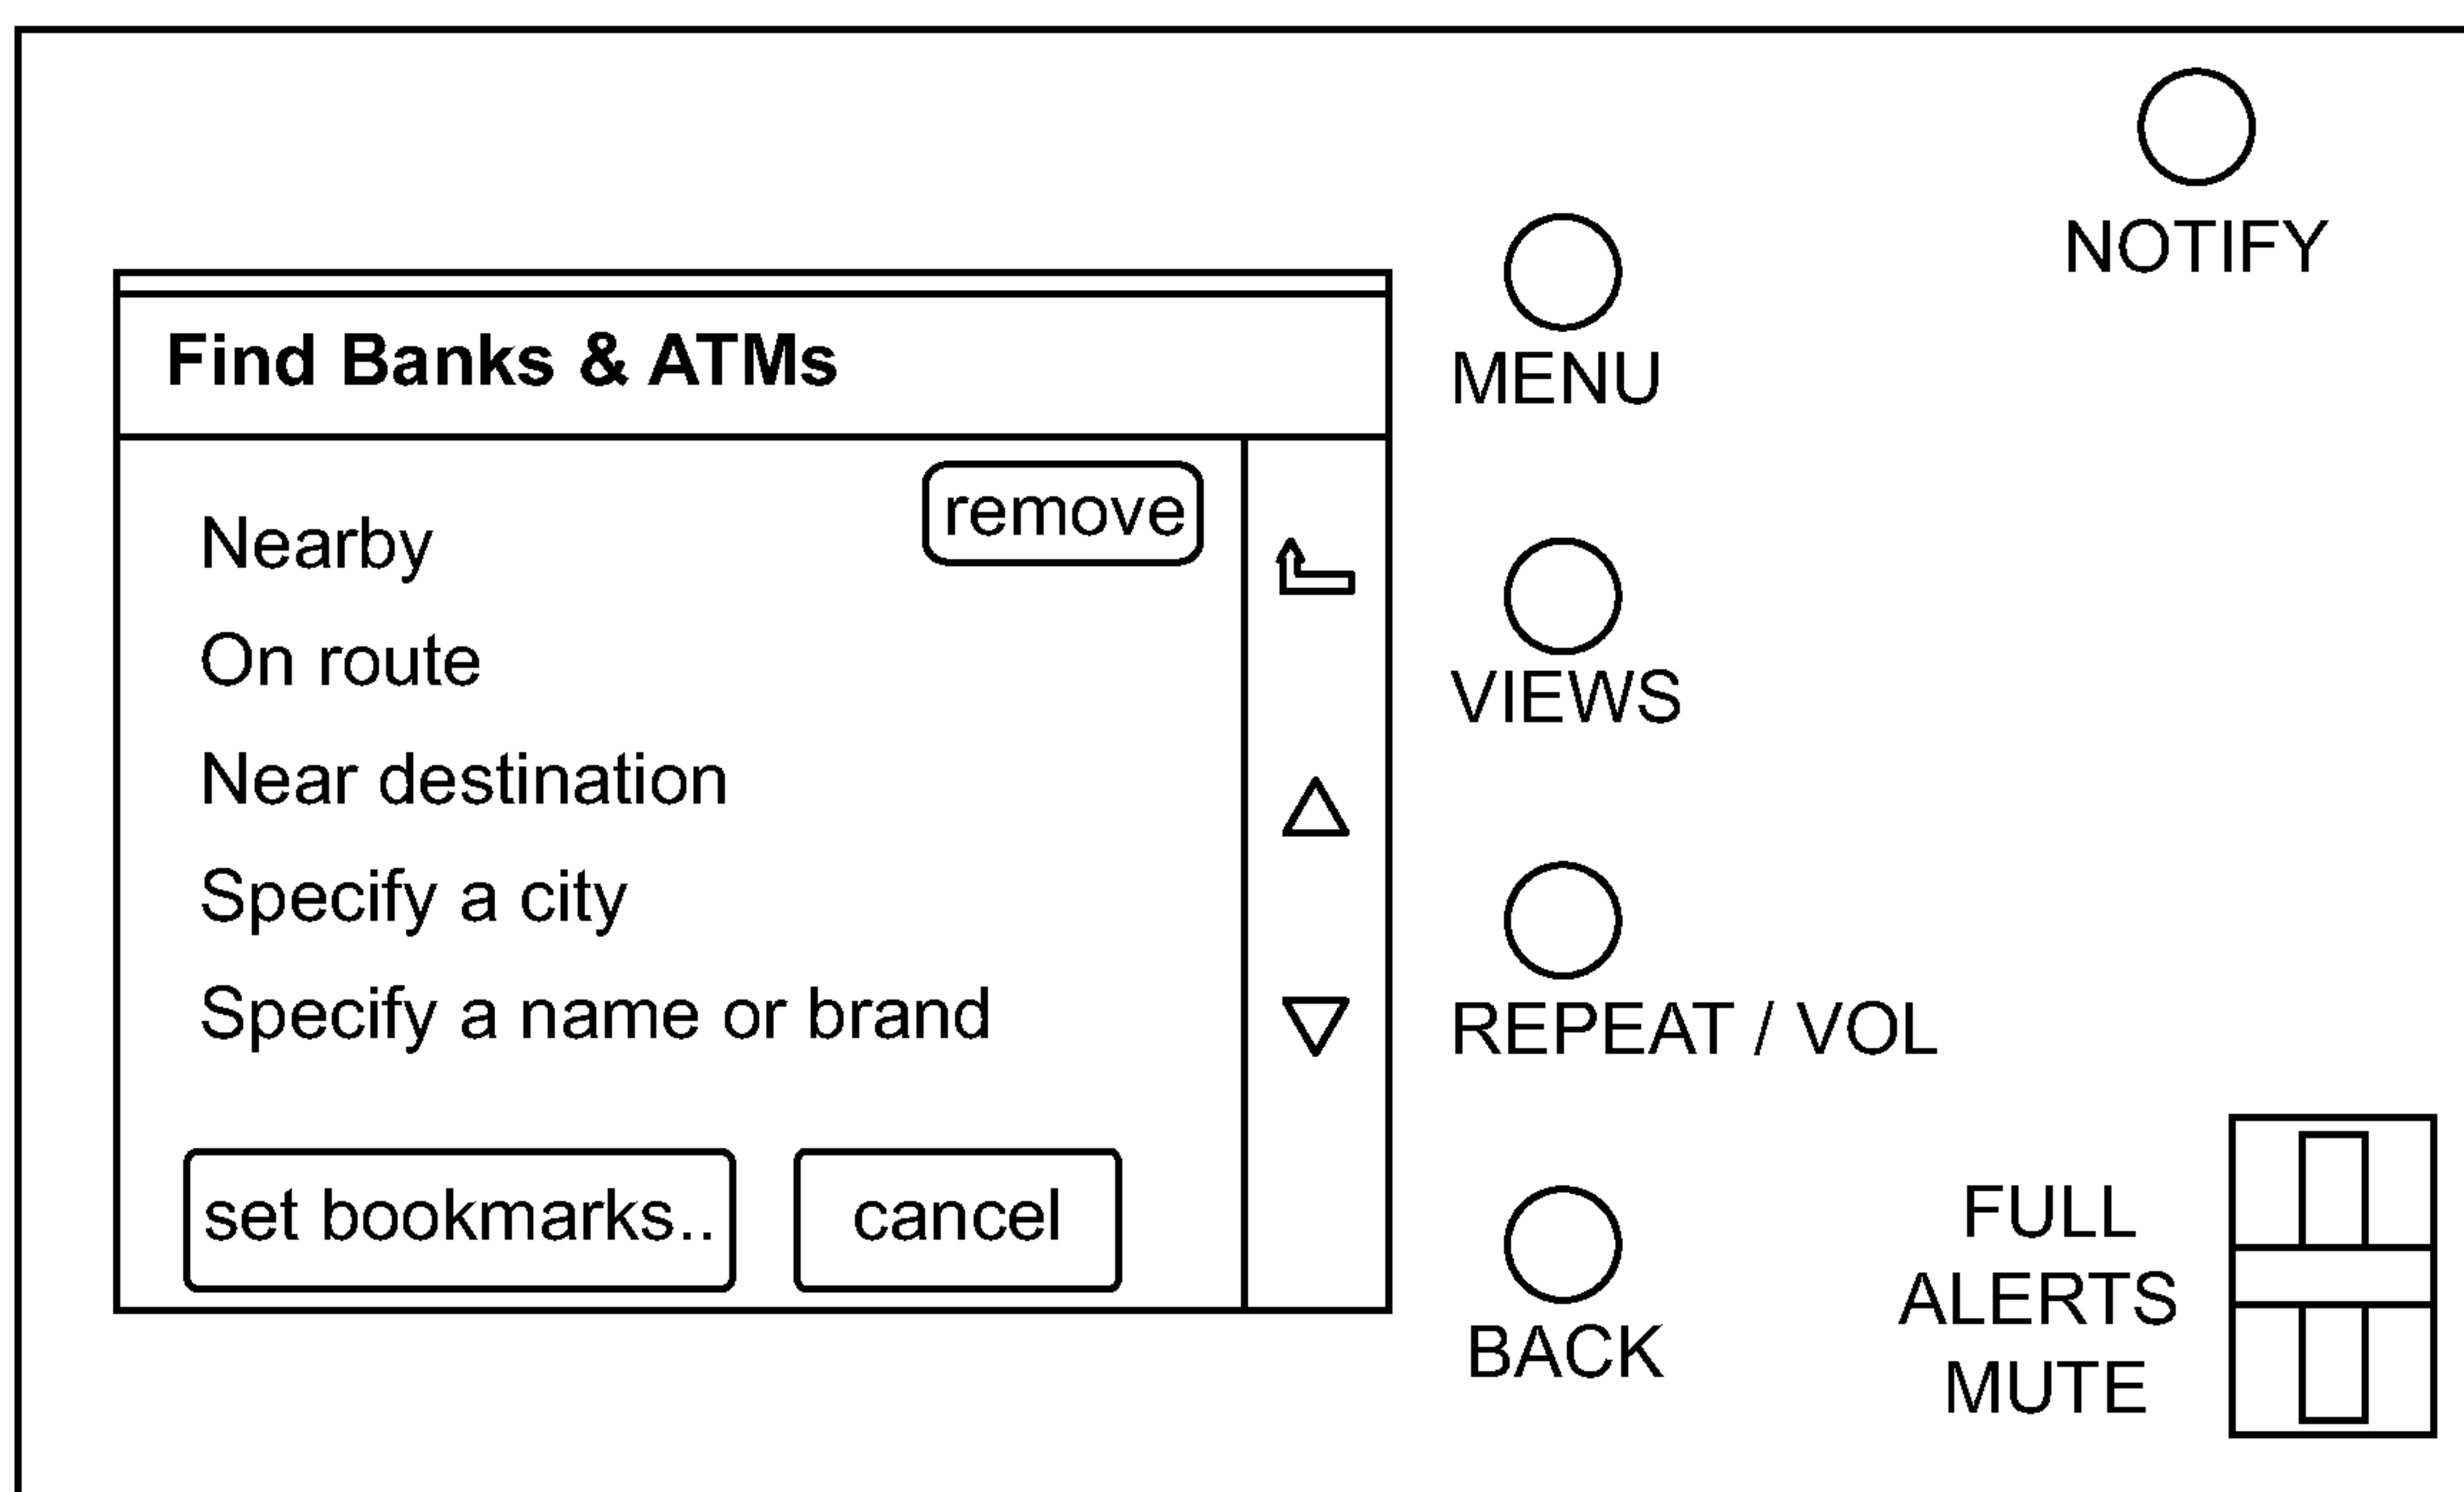 NOTIFY
MENU
Find Banks & ATMs
remove
Nearby
On route
VIEWS
Near destination
Specify a city
Specify a name or brand
REPEAT / VOL
set bookmarks..
cancel
BACK
FULL
ALERTS
MUTE